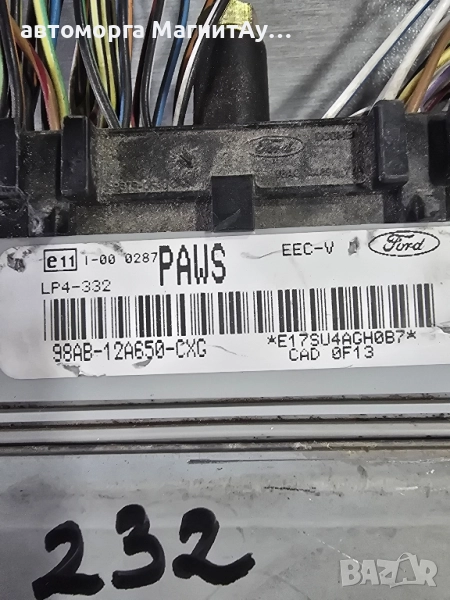 автоморга МагнитАу...
Ford
e11 1-00 0287 PAWS EEC-V Ford
LP4-332
98AB-12A650-CXG *E17SU4AGH0B7*
CAD 0F13
232
BAZAR